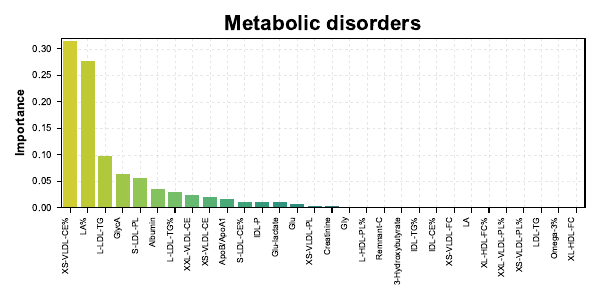 Metabolic disorders
Importance
0.30
0.25
0.20
0.15
0.10
0.05
0.00
XS-VLDL-CE%
LA%
L-LDL-TG
GlycA
S-LDL-PL
Albumin
L-LDL-TG%
XXL-VLDL-CE
XS-VLDL-CE
ApoB/ApoA1
S-LDL-CE%
IDL-P
Glu-lactate
Glu
XS-VLDL-PL
Creatinine
Gly
L-HDL-PL%
Remnant-C
3-Hydroxybutyrate
IDL-TG%
IDL-CE%
XS-VLDL-FC
LA
XL-HDL-FC%
XXL-VLDL-PL%
XS-VLDL-PL%
LDL-TG
Omega-3%
XL-HDL-FC